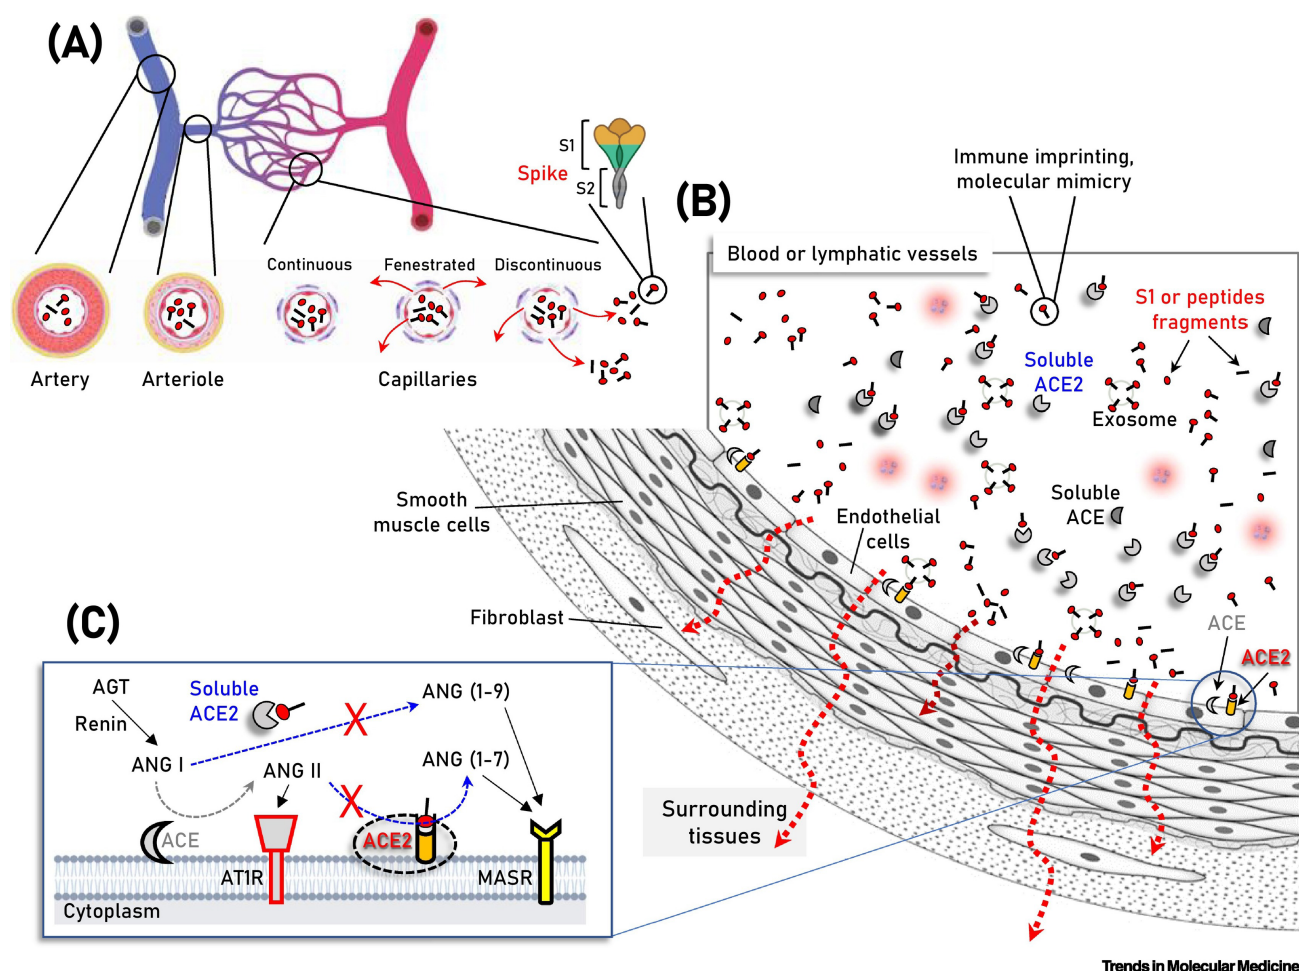 (A)
S1
Spike
S2
Continuous
Fenestrated
Discontinuous
Artery
Arteriole
Capillaries
(B)
Immune imprinting,
molecular mimicry
Blood or lymphatic vessels
S1 or peptides
fragments
Soluble
ACE2
Exosome
Soluble
ACE
Smooth
muscle cells
Endothelial
cells
Fibroblast
ACE
ACE2
Surrounding
tissues
(C)
AGT
Renin
Soluble
ACE2
X
ANG (1-9)
ANG I
ANG II
ANG (1-7)
X
ACE
ACE2
AT1R
MASR
Cytoplasm
Trends in Molecular Medicine